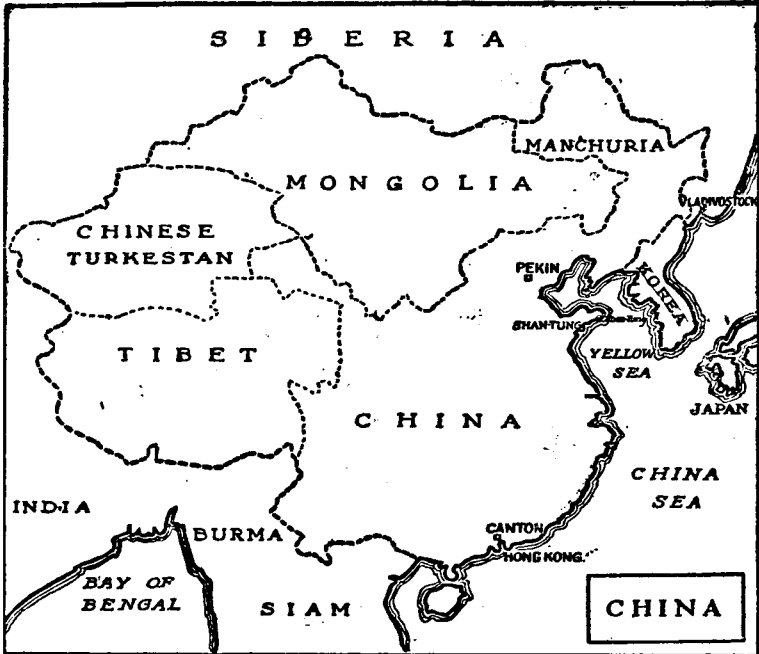 SIBERIA
MANCHURIA
MONGOLIA
VLADIVOSTOCK
CHINESE
TURKESTAN
PEKIN
KOREA
SHAN-TUNG
YELLOW
SEA
TIBET
JAPAN
CHINA
CHINA
SEA
INDIA
BURMA
CANTON
HONG KONG.
BAY OF
BENGAL
SIAM
CHINA